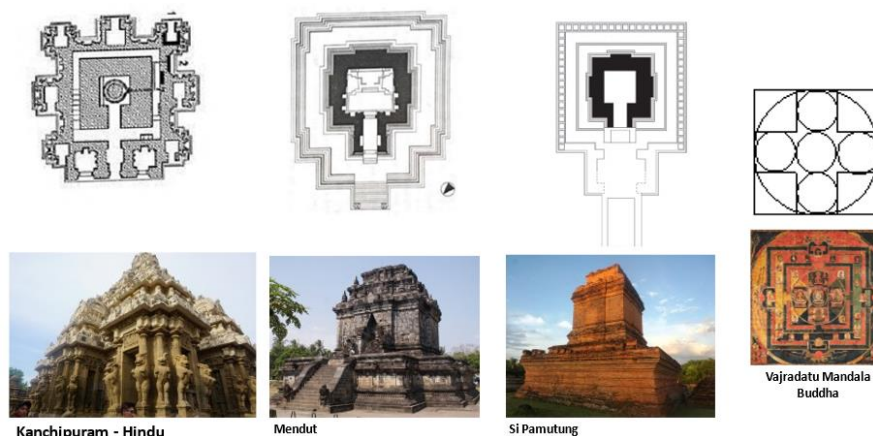 Kanchipuram - Hindu
Mendut
Si Pamutung
Vajradatu Mandala
Buddha